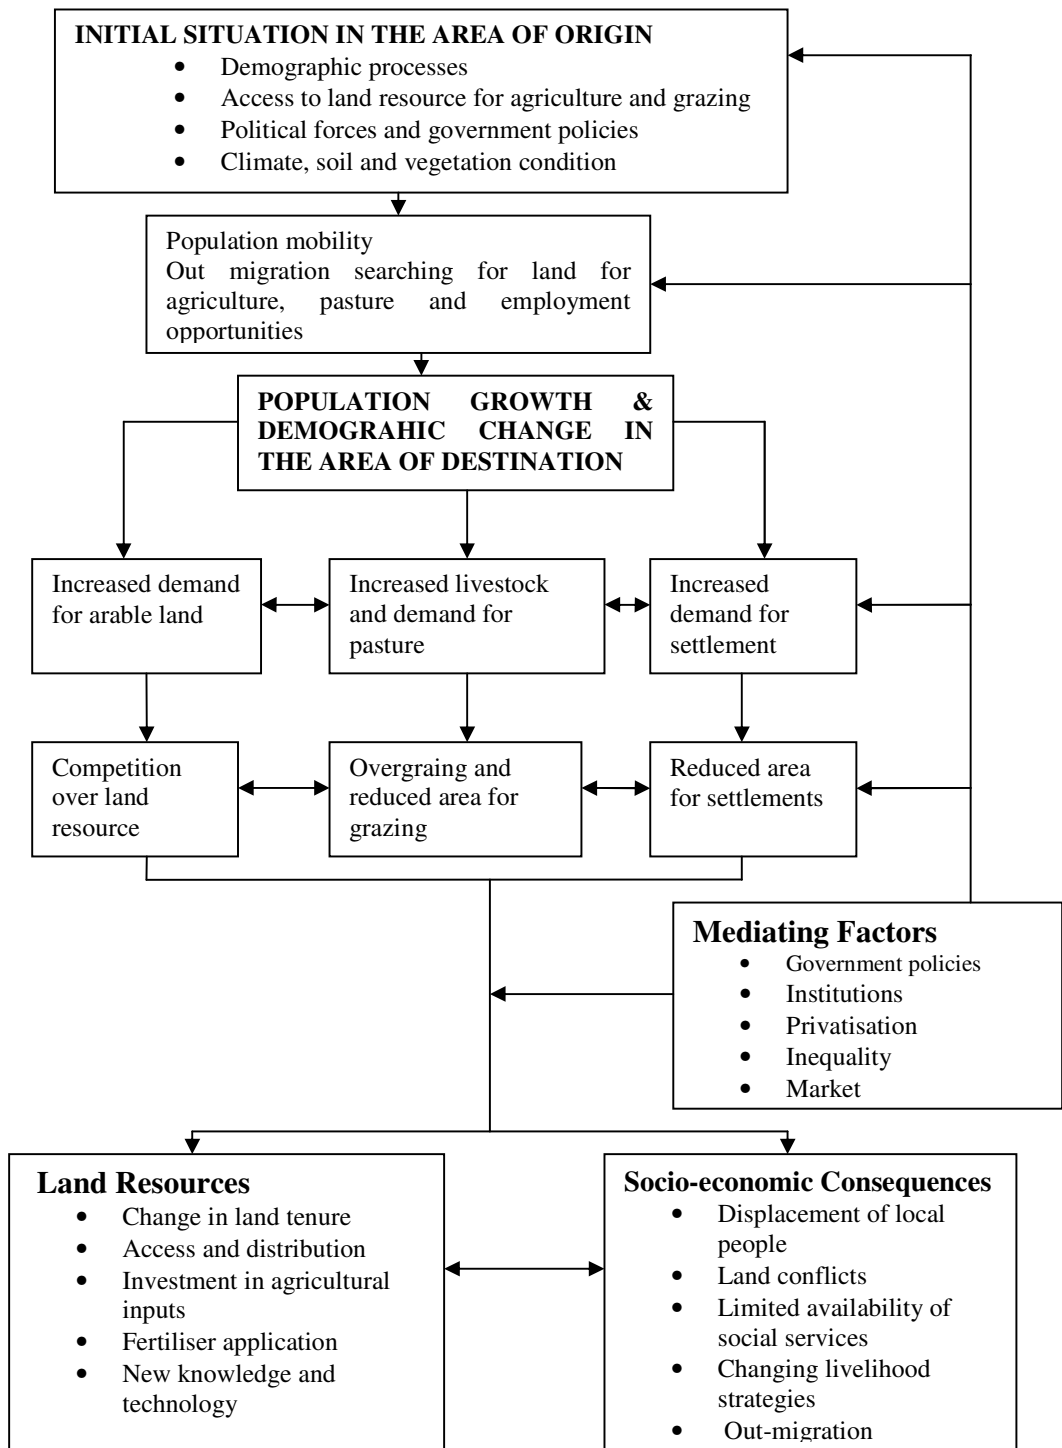 INITIAL SITUATION IN THE AREA OF ORIGIN
• Demographic processes
• Access to land resource for agriculture and grazing
• Political forces and government policies
• Climate, soil and vegetation condition
Population mobility
Out migration searching for land for
agriculture, pasture and employment
opportunities
POPULATION GROWTH &
DEMOGRAHIC CHANGE IN
THE AREA OF DESTINATION
Increased demand
for arable land
Increased livestock
and demand for
pasture
Increased
demand for
settlement
Competition
over land
resource
Overgraing and
reduced area for
grazing
Reduced area
for settlements
Mediating Factors
• Government policies
• Institutions
• Privatisation
• Inequality
• Market
Land Resources
• Change in land tenure
• Access and distribution
• Investment in agricultural
inputs
• Fertiliser application
• New knowledge and
technology
Socio-economic Consequences
• Displacement of local
people
• Land conflicts
• Limited availability of
social services
• Changing livelihood
strategies
• Out-migration